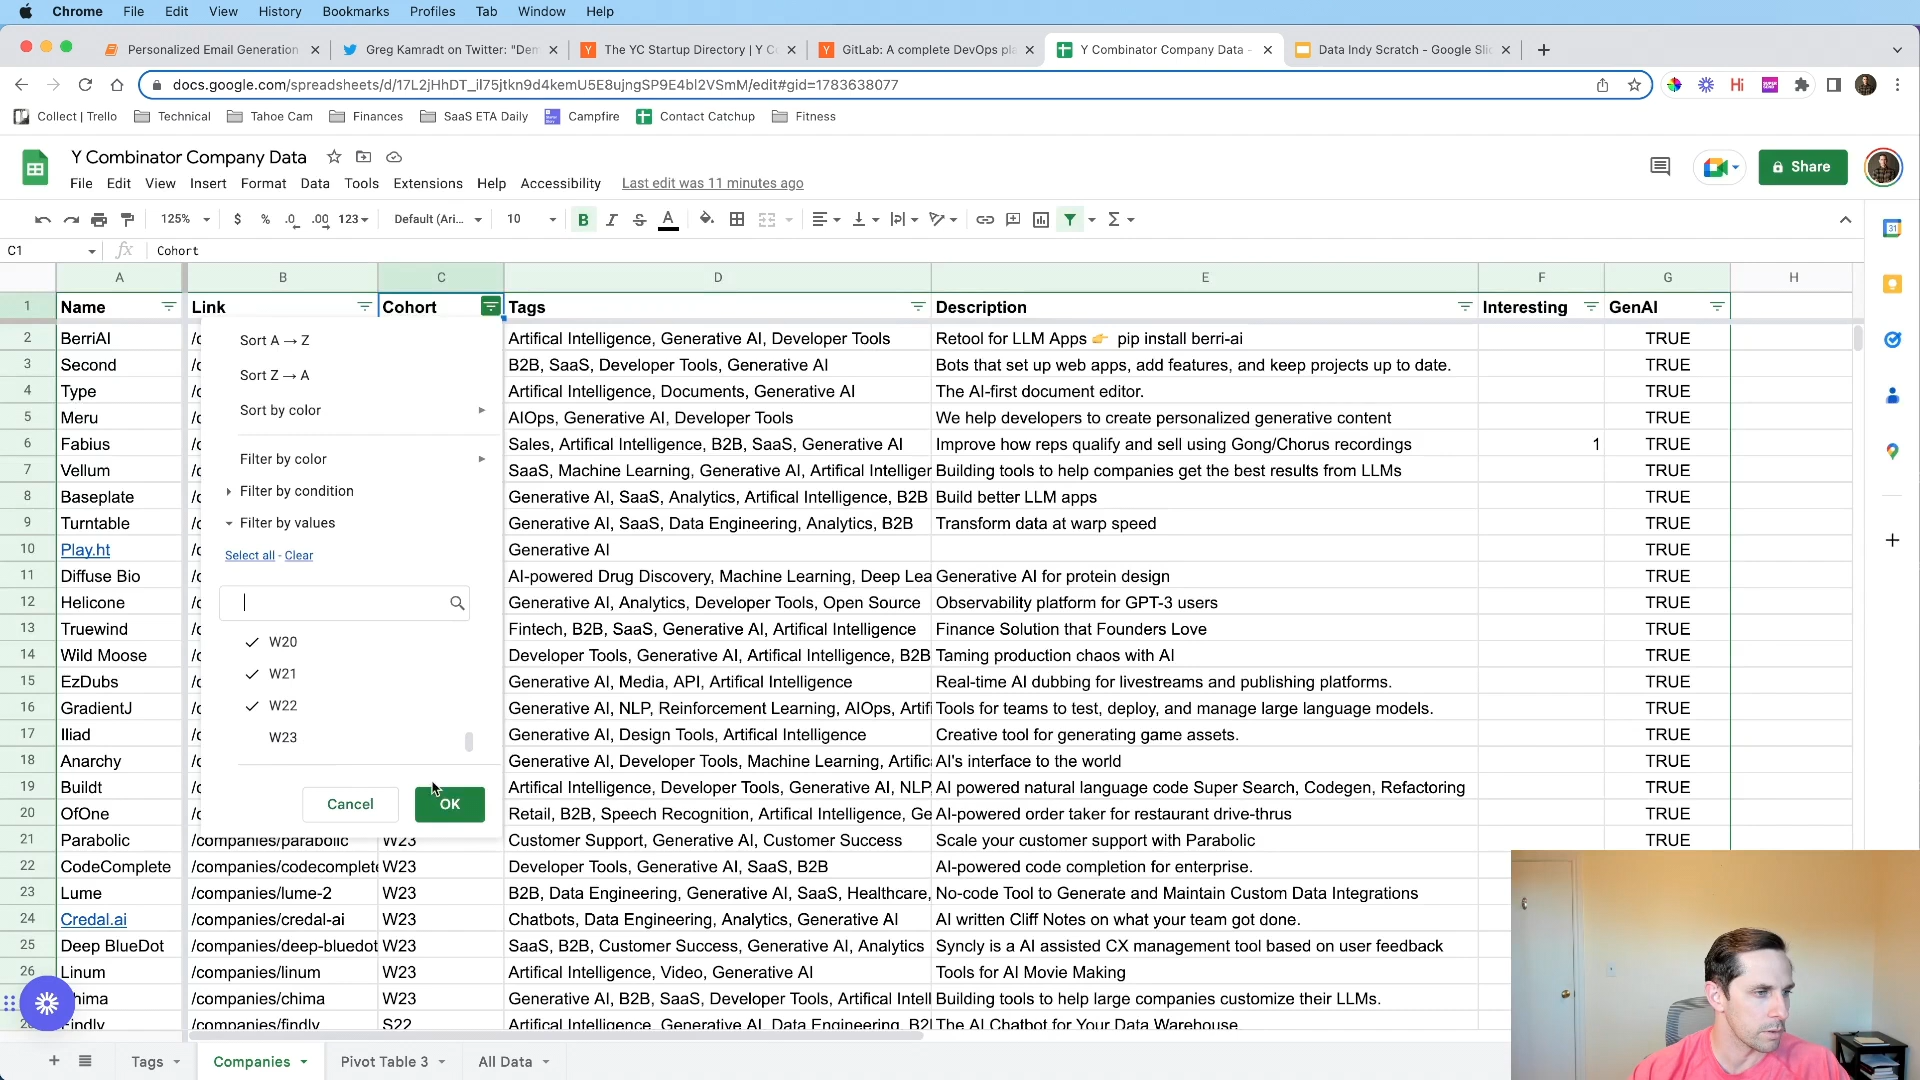 Chrome File Edit View History Bookmarks Profiles Tab Window Help
Personalized Email Generation Greg Kamradt on Twitter: "Dem The YC Startup Directory | Y Co GitLab: A complete DevOps pla Y Combinator Company Data - Data Indy Scratch - Google Slid
docs.google.com/spreadsheets/d/17L2jHhDT_il75jtkn9d4kemU5E8ujngSP9E4bl2VSmM/edit#gid=1783638077 Hi
Collect | Trello Technical Tahoe Cam Finances SaaS ETA Daily Campfire Contact Catchup Fitness
Y Combinator Company Data Share
File Edit View Insert Format Data Tools Extensions Help Accessibility Last edit was 11 minutes ago
125% $ % .0 .00 123 Default (Ari... 10 B I S A Σ
C1 fx Cohort
A B C D E F G H
1 Name Link Cohort Tags Description Interesting GenAI
2 BerriAI /c Artificial Intelligence, Generative AI, Developer Tools Retool for LLM Apps 👉 pip install berri-ai TRUE
3 Second /c B2B, SaaS, Developer Tools, Generative AI Bots that set up web apps, add features, and keep projects up to date. TRUE
4 Type /c Artificial Intelligence, Documents, Generative AI The AI-first document editor. TRUE
5 Meru /c AIOps, Generative AI, Developer Tools We help developers to create personalized generative content TRUE
6 Fabius /c Sales, Artifical Intelligence, B2B, SaaS, Generative AI Improve how reps qualify and sell using Gong/Chorus recordings 1 TRUE
7 Vellum /c SaaS, Machine Learning, Generative AI, Artifical Intelliger Building tools to help companies get the best results from LLMs TRUE
8 Baseplate /c Generative AI, SaaS, Analytics, Artifical Intelligence, B2B Build better LLM apps TRUE
9 Turntable /c Generative AI, SaaS, Data Engineering, Analytics, B2B Transform data at warp speed TRUE
10 Play.ht /c Generative AI TRUE
11 Diffuse Bio /c AI-powered Drug Discovery, Machine Learning, Deep Lea Generative AI for protein design TRUE
12 Helicone /c Generative AI, Analytics, Developer Tools, Open Source Observability platform for GPT-3 users TRUE
13 Truewind /c Fintech, B2B, SaaS, Generative AI, Artifical Intelligence Finance Solution that Founders Love TRUE
14 Wild Moose /c Developer Tools, Generative AI, Artifical Intelligence, B2B Taming production chaos with AI TRUE
15 EzDubs /c Generative AI, Media, API, Artifical Intelligence Real-time AI dubbing for livestreams and publishing platforms. TRUE
16 GradientJ /c Generative AI, NLP, Reinforcement Learning, AIOps, Artifi Tools for teams to test, deploy, and manage large language models. TRUE
17 Iliad /c Generative AI, Design Tools, Artifical Intelligence Creative tool for generating game assets. TRUE
18 Anarchy /c Generative AI, Developer Tools, Machine Learning, Artifica AI's interface to the world TRUE
19 Buildt /c Artificial Intelligence, Developer Tools, Generative AI, NLP, AI powered natural language code Super Search, Codegen, Refactoring TRUE
20 OfOne /c Retail, B2B, Speech Recognition, Artifical Intelligence, Ge AI-powered order taker for restaurant drive-thrus TRUE
21 Parabolic /companies/parabolic W23 Customer Support, Generative AI, Customer Success Scale your customer support with Parabolic TRUE
22 CodeComplete /companies/codecomplete W23 Developer Tools, Generative AI, SaaS, B2B AI-powered code completion for enterprise.
23 Lume /companies/lume-2 W23 B2B, Data Engineering, Generative AI, SaaS, Healthcare, No-code Tool to Generate and Maintain Custom Data Integrations
24 Credal.ai /companies/credal-ai W23 Chatbots, Data Engineering, Analytics, Generative AI AI written Cliff Notes on what your team got done.
25 Deep BlueDot /companies/deep-bluedot W23 SaaS, B2B, Customer Success, Generative AI, Analytics Syncly is a AI assisted CX management tool based on user feedback
26 Linum /companies/linum W23 Artifical Intelligence, Video, Generative AI Tools for AI Movie Making
hima /companies/chima W23 Generative AI, B2B, SaaS, Developer Tools, Artifical Intell Building tools to help large companies customize their LLMs.
Findly /companies/findly S22 Artifical Intelligence, Generative AI, Data Engineering, B2I The AI Chatbot for Your Data Warehouse
Sort A → Z
Sort Z → A
Sort by color
Filter by color
Filter by condition
Filter by values
Select all - Clear
W20
W21
W22
W23
Cancel OK
Tags Companies Pivot Table 3 All Data